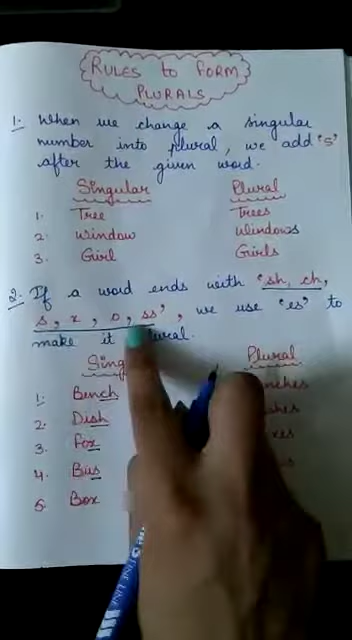 RULES to FORM
PLURALS
1. When we change a singular
number into plural, we add 's'
after the given word.
Singular Plural
1. Tree Trees
2. Window Windows
3. Girl Girls
2. If a word ends with 'sh, ch,
s, x, o, ss', we use 'es' to
make it
Plural
1. Bench
2. Dish
3. Fox
4. Bus
5. Box